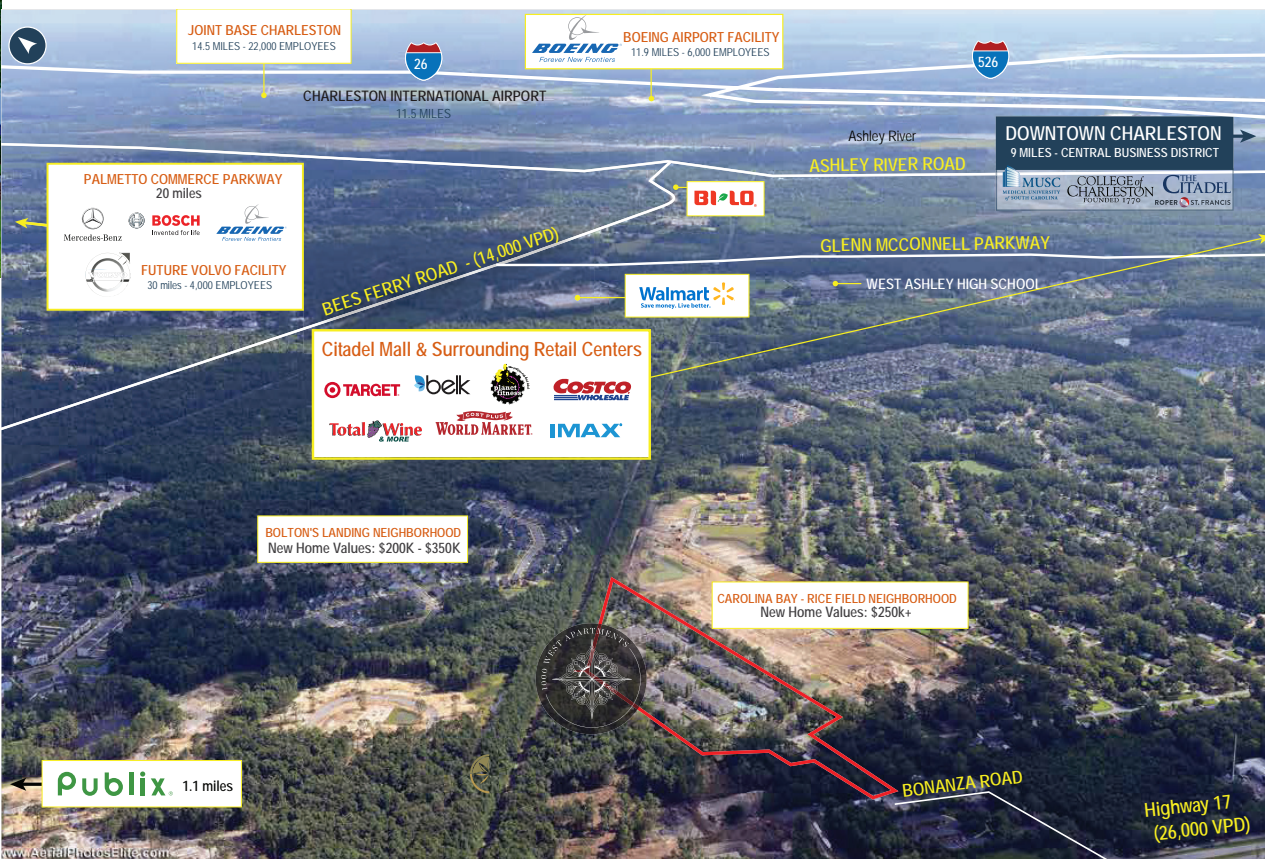 JOINT BASE CHARLESTON
14.5 MILES - 22,000 EMPLOYEES
26
BOEING
Forever New Frontiers
BOEING AIRPORT FACILITY
11.9 MILES - 6,000 EMPLOYEES
526
CHARLESTON INTERNATIONAL AIRPORT
11.5 MILES
Ashley River
DOWNTOWN CHARLESTON
9 MILES - CENTRAL BUSINESS DISTRICT
MUSC
MEDICAL UNIVERSITY
of SOUTH CAROLINA
COLLEGE of
CHARLESTON
FOUNDED 1770
THE
CITADEL
ROPER ST. FRANCIS
ASHLEY RIVER ROAD
PALMETTO COMMERCE PARKWAY
20 miles
Mercedes-Benz
BOSCH
Invented for life
BOEING
Forever New Frontiers
FUTURE VOLVO FACILITY
30 miles - 4,000 EMPLOYEES
BI-LO
BEES FERRY ROAD - (14,000 VPD)
GLENN MCCONNELL PARKWAY
WEST ASHLEY HIGH SCHOOL
Walmart
Save money. Live better.
Citadel Mall & Surrounding Retail Centers
TARGET
belk
planet
fitness
COSTCO
WHOLESALE
Total Wine
& MORE
COST PLUS
WORLD MARKET
IMAX
BOLTON'S LANDING NEIGHBORHOOD
New Home Values: $200K - $350K
CAROLINA BAY - RICE FIELD NEIGHBORHOOD
New Home Values: $250k+
1000 WEST APARTMENTS
Publix. 1.1 miles
BONANZA ROAD
Highway 17
(26,000 VPD)
www.AerialPhotosElite.com